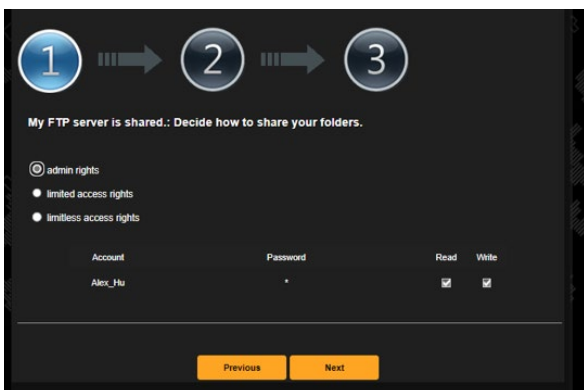 1 2 3
My FTP server is shared.: Decide how to share your folders.
admin rights
limited access rights
limitless access rights
Account Password Read Write
Alex_Hu *
Previous Next